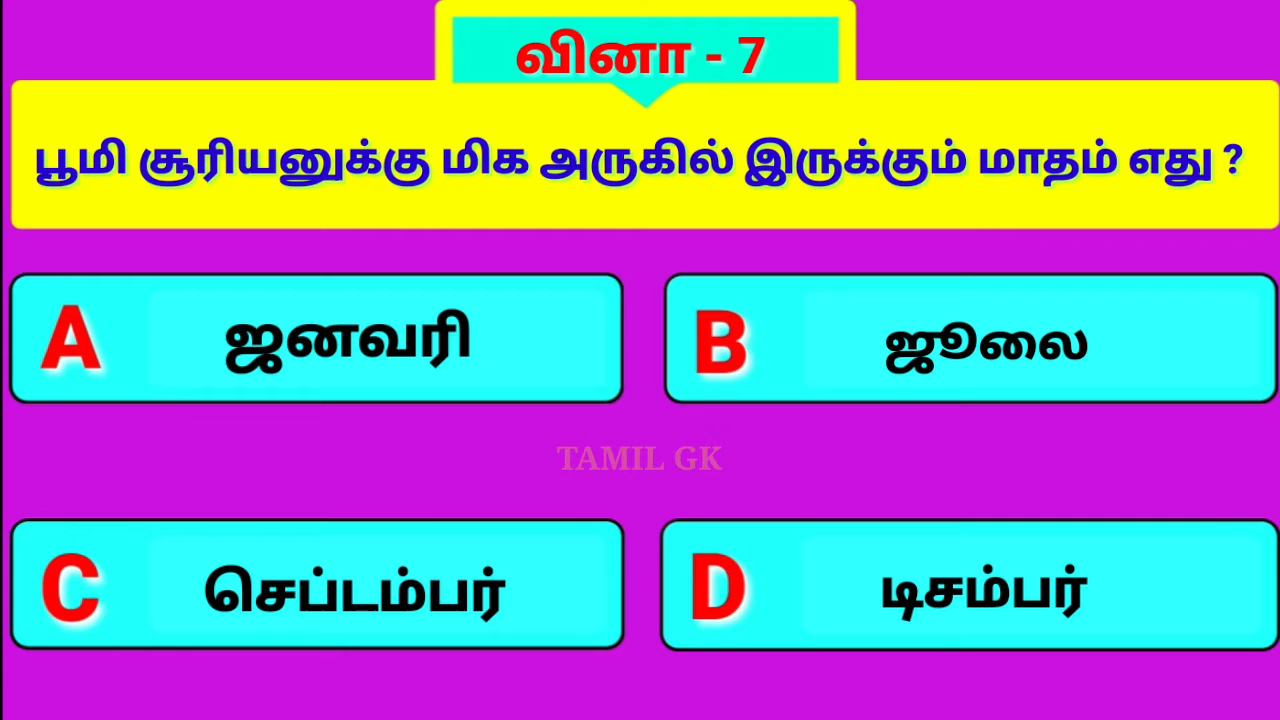 வினா - 7
பூமி சூரியனுக்கு மிக அருகில் இருக்கும் மாதம் எது ?
A ஜனவரி
B ஜூலை
TAMIL GK
C செப்டம்பர்
D டிசம்பர்